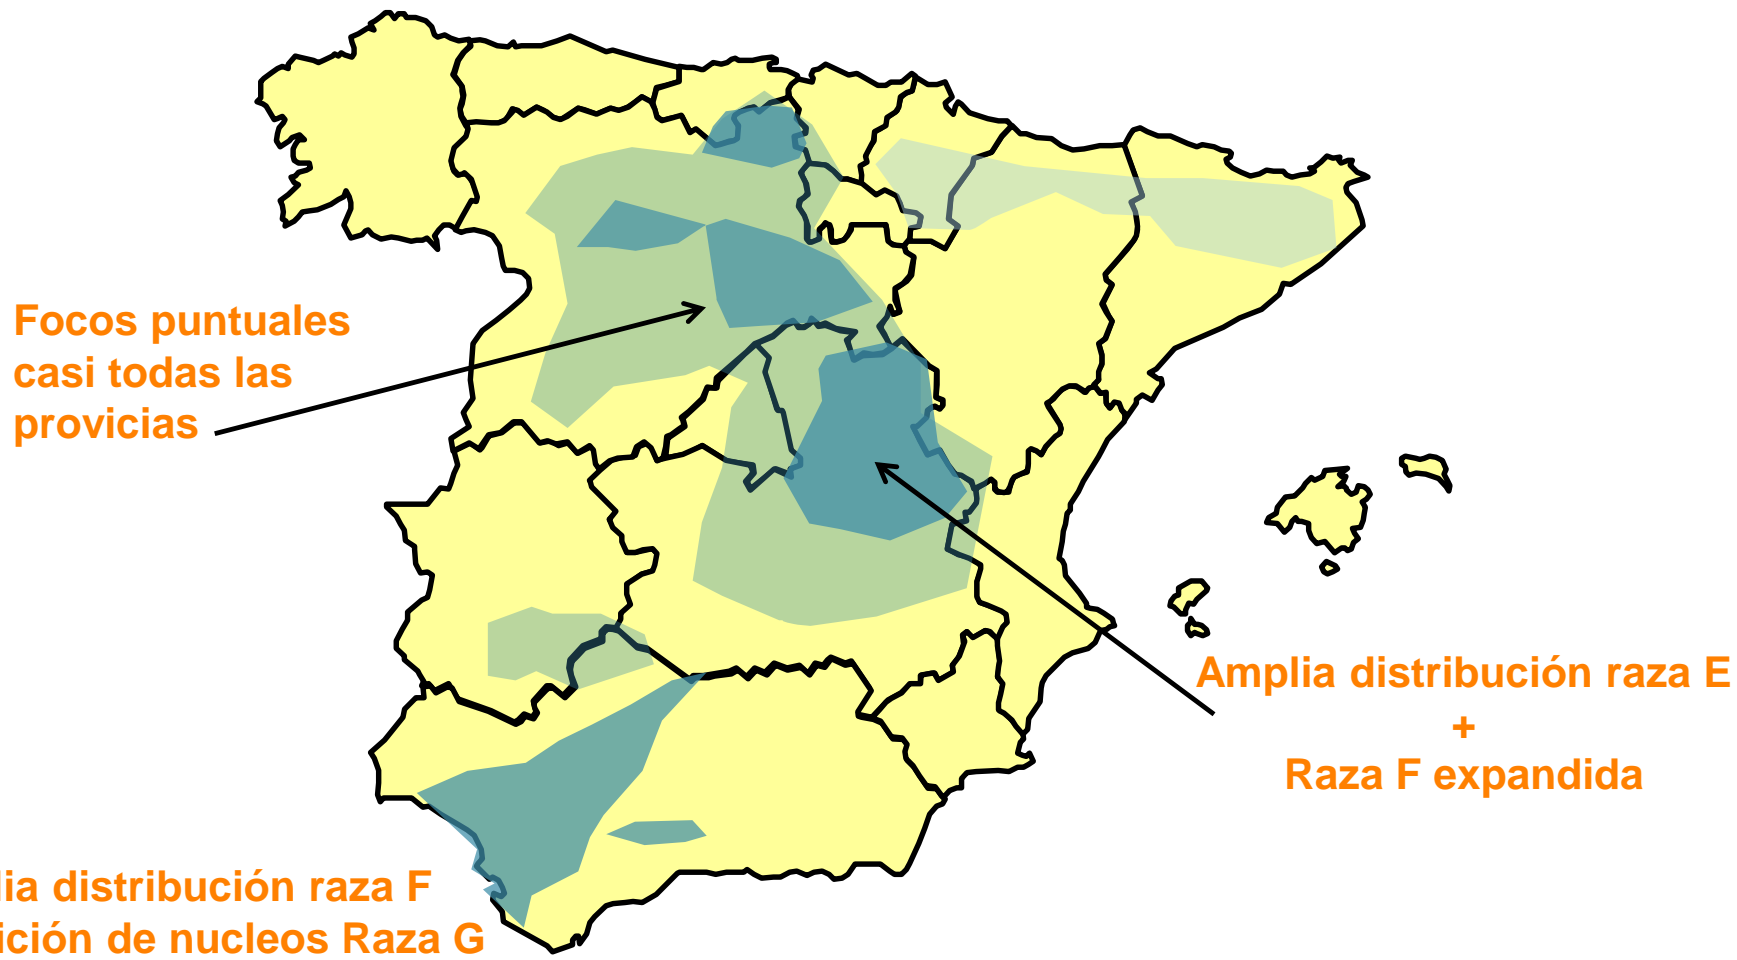 Focos puntuales
casi todas las
provicias
Amplia distribución raza E
+
Raza F expandida
distribución raza F
de nucleos Raza G